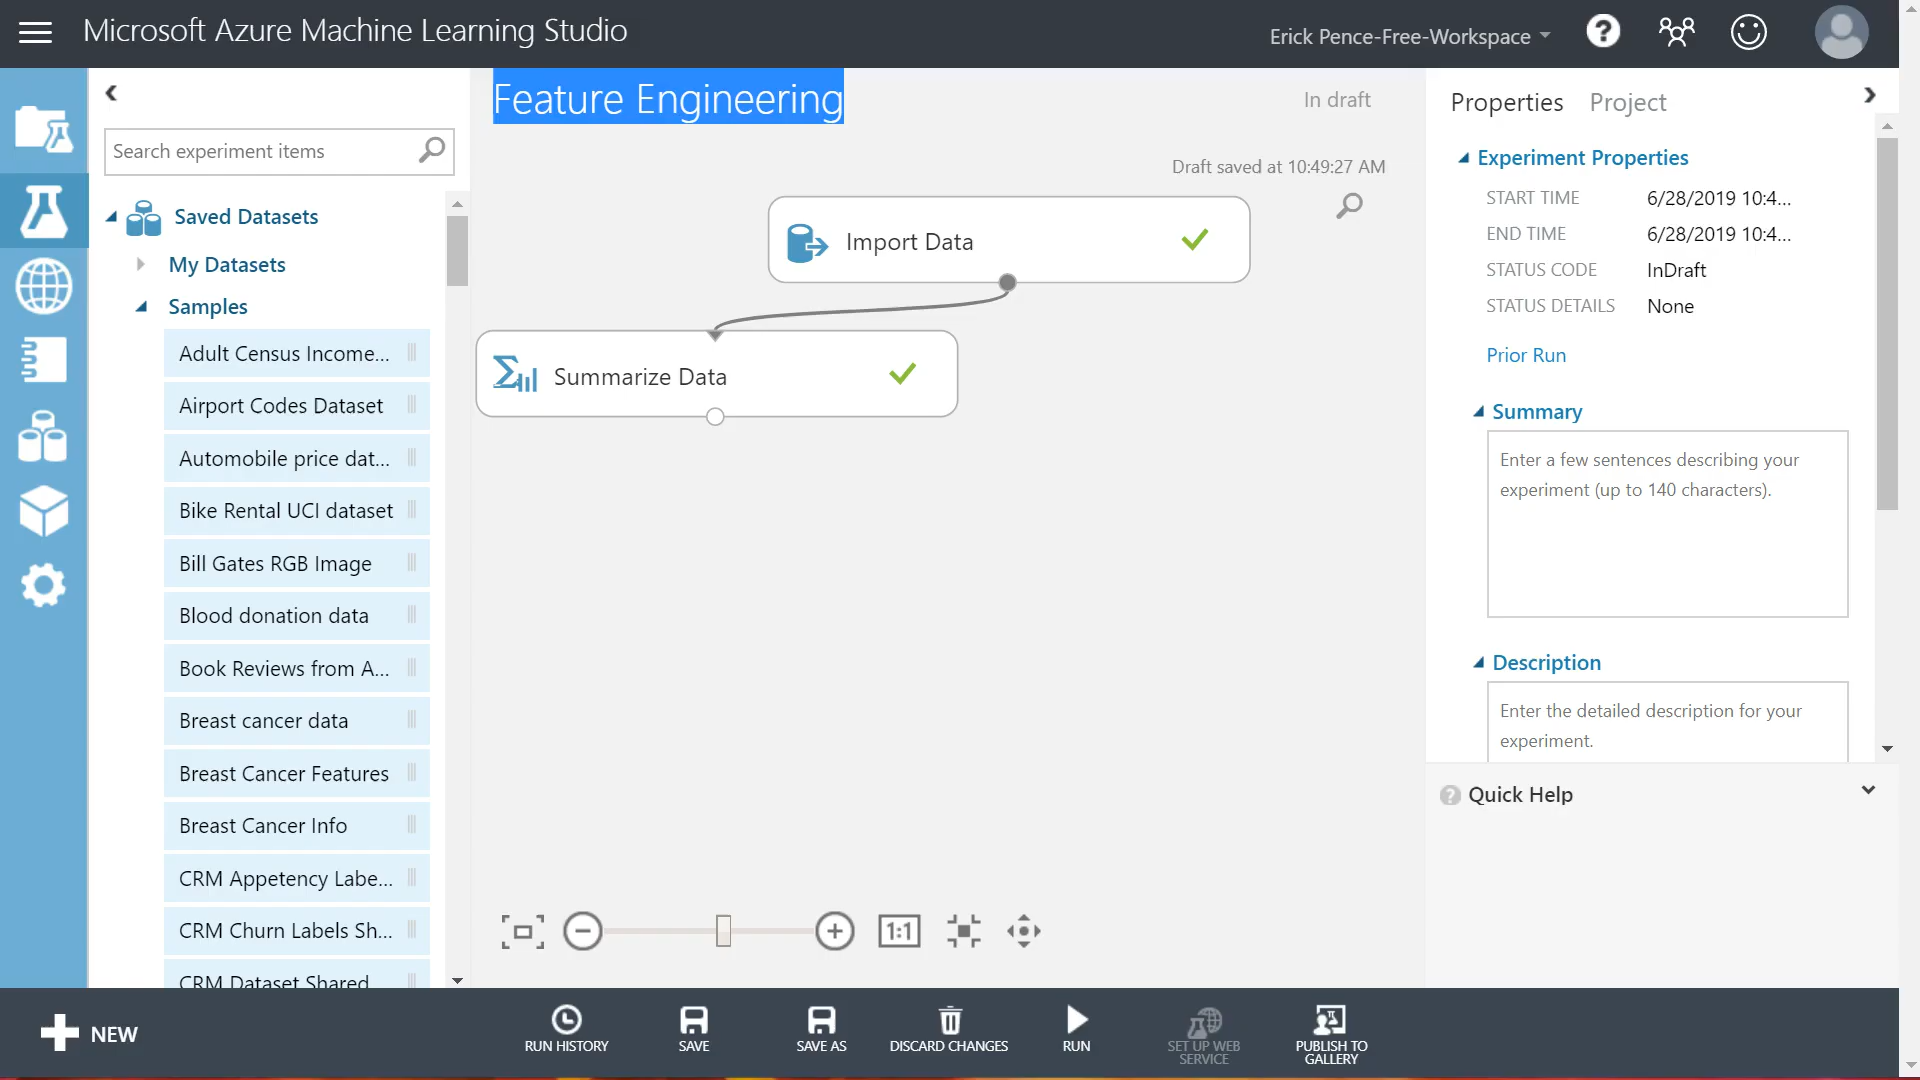 Microsoft Azure Machine Learning Studio
Erick Pence-Free-Workspace
?
Search experiment items
Saved Datasets
My Datasets
Samples
Adult Census Income...
Airport Codes Dataset
Automobile price dat...
Bike Rental UCI dataset
Bill Gates RGB Image
Blood donation data
Book Reviews from A...
Breast cancer data
Breast Cancer Features
Breast Cancer Info
CRM Appetency Labe...
CRM Churn Labels Sh...
CRM Dataset Shared
Feature Engineering
In draft
Draft saved at 10:49:27 AM
Import Data
Summarize Data
1:1
Properties Project
Experiment Properties
START TIME 6/28/2019 10:4...
END TIME 6/28/2019 10:4...
STATUS CODE InDraft
STATUS DETAILS None
Prior Run
Summary
Enter a few sentences describing your
experiment (up to 140 characters).
Description
Enter the detailed description for your
experiment.
? Quick Help
NEW
RUN HISTORY
SAVE
SAVE AS
DISCARD CHANGES
RUN
SET UP WEB
SERVICE
PUBLISH TO
GALLERY